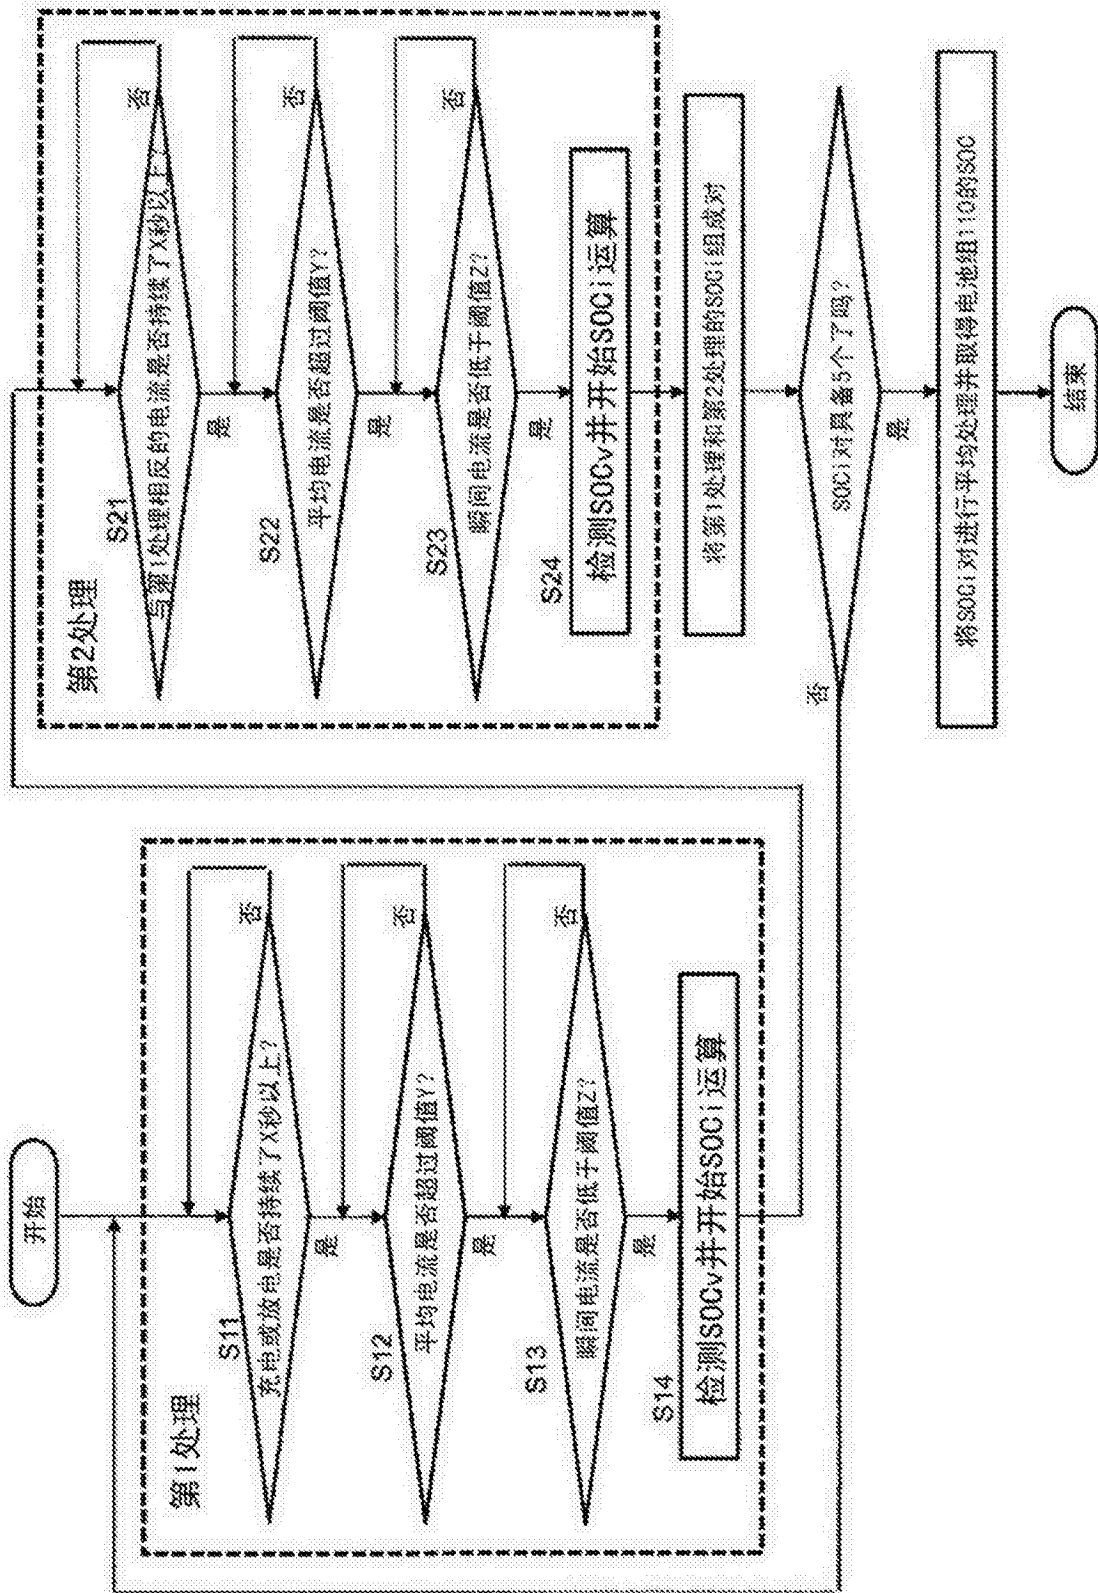 开始
第1处理
S11
充电或放电是否持续了X秒以上?
否
是
S12
平均电流是否超过阈值Y?
否
是
S13
瞬间电流是否低于阈值Z?
否
是
S14
检测SOCv并开始SOCi运算
第2处理
S21
与第1处理相反的电流是否持续了X秒以上?
否
是
S22
平均电流是否超过阈值Y?
否
是
S23
瞬间电流是否低于阈值Z?
否
是
S24
检测SOCv并开始SOCi运算
将第1处理和第2处理的SOCi组成对
SOCi对具备5个了吗?
否
是
将SOCi对进行平均处理并取得电池组110的SOC
结束